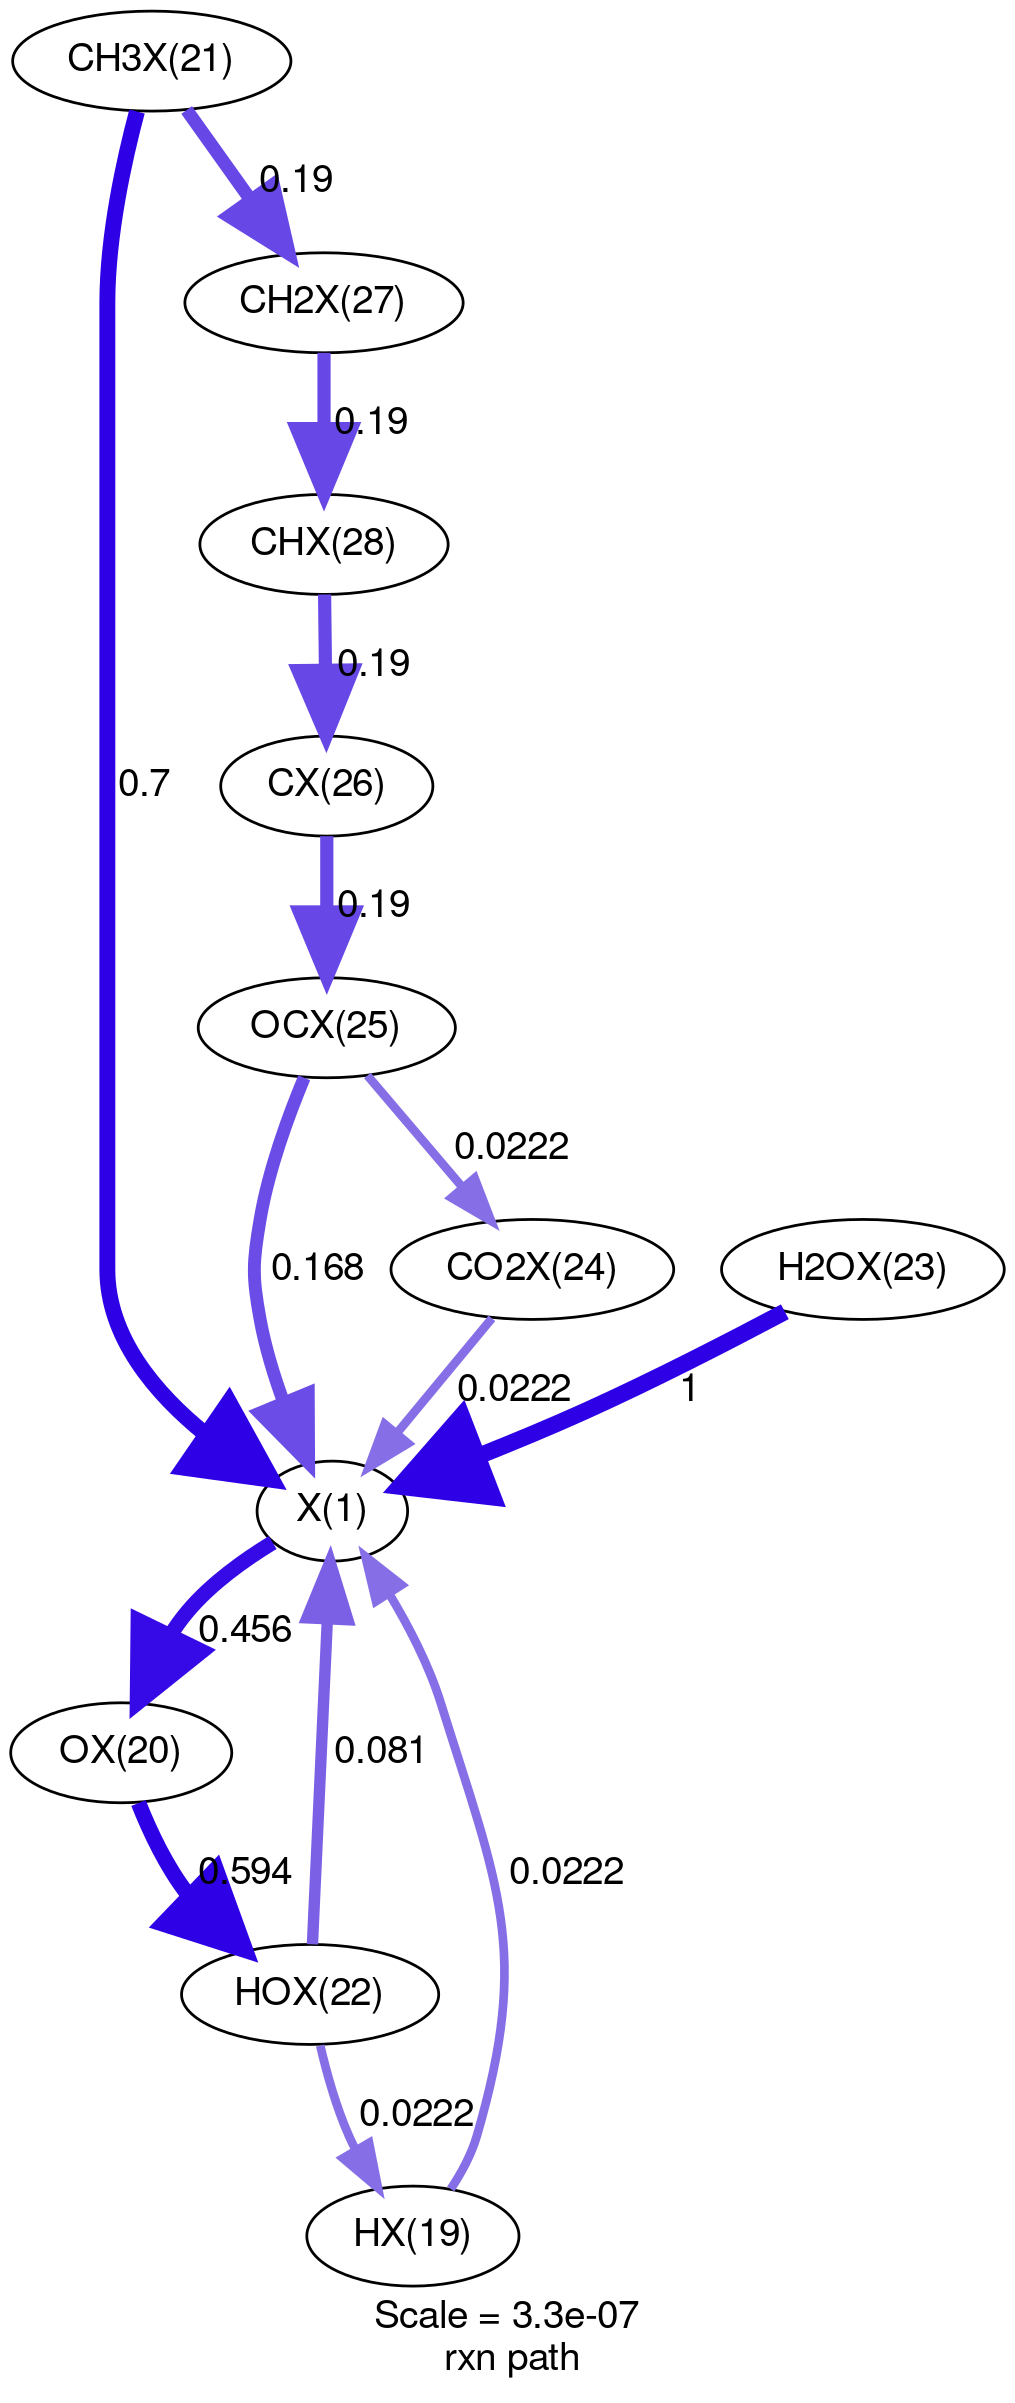 CH3X(21)
0.19
CH2X(27)
0.19
CHX(28)
0.19
0.7
CX(26)
0.19
OCX(25)
0.0222
0.168
CO2X(24)
H2OX(23)
0.0222
1
X(1)
0.456
OX(20)
0.081
0.594
0.0222
HOX(22)
0.0222
HX(19)
Scale = 3.3e-07
rxn path